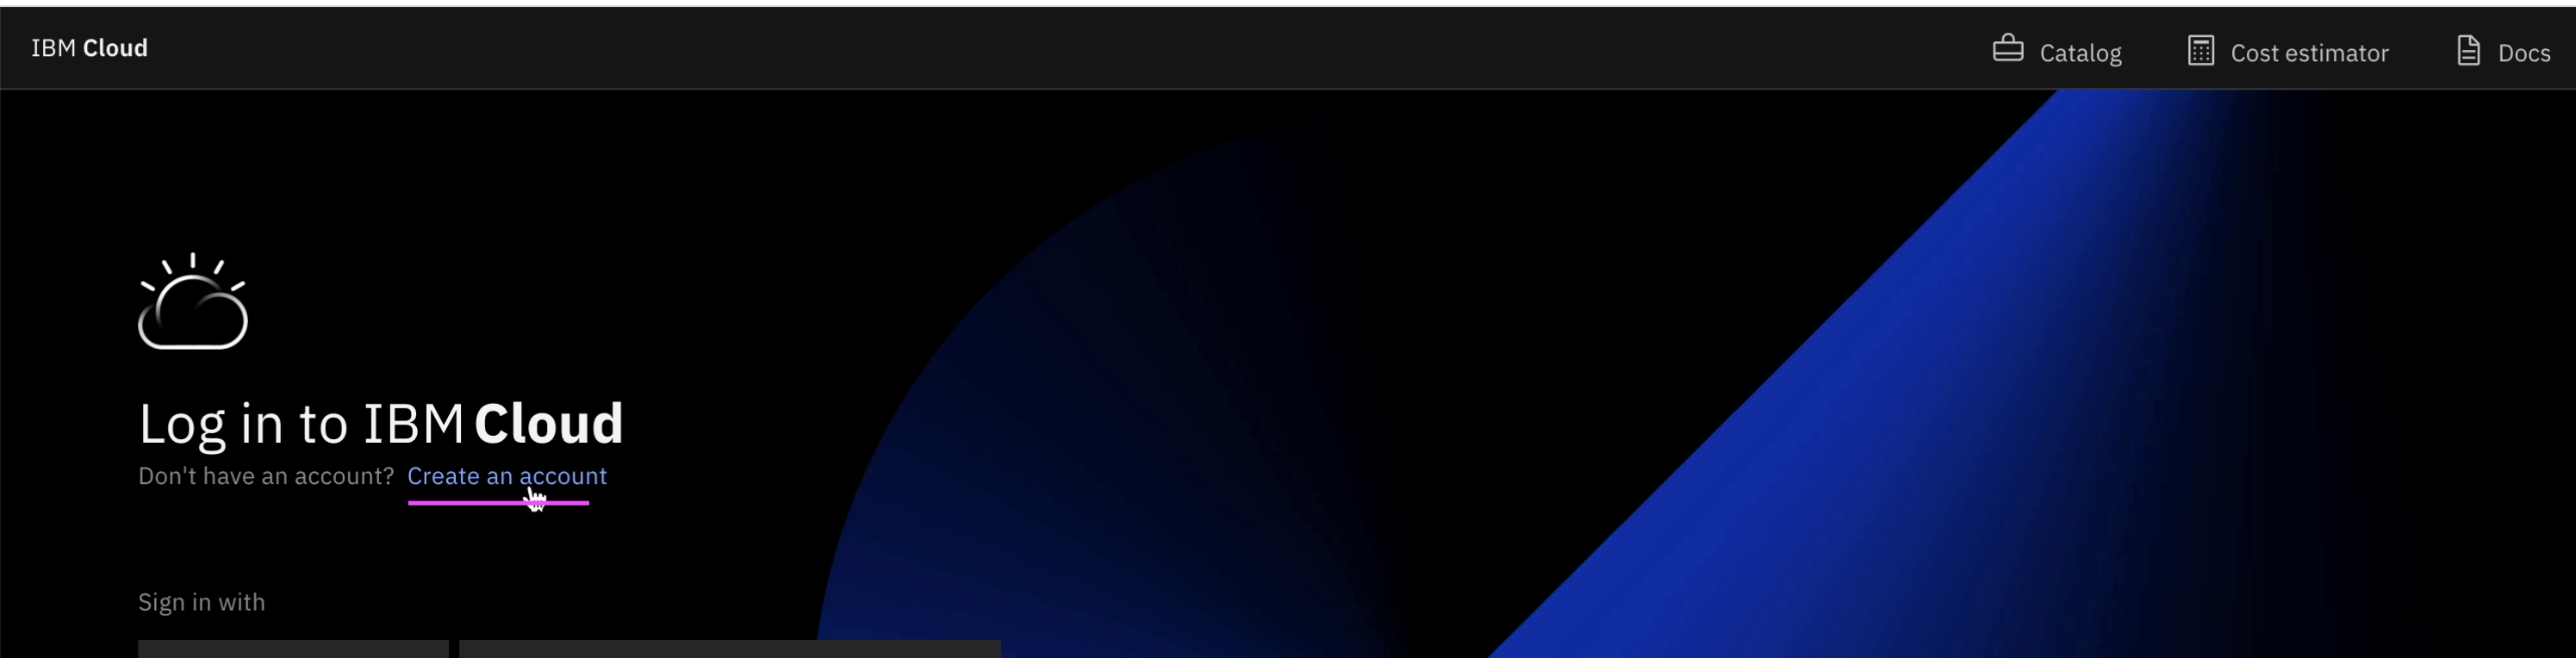 IBM Cloud
Catalog
Cost estimator
Docs
Log in to IBM Cloud
Don't have an account? Create an account
Sign in with